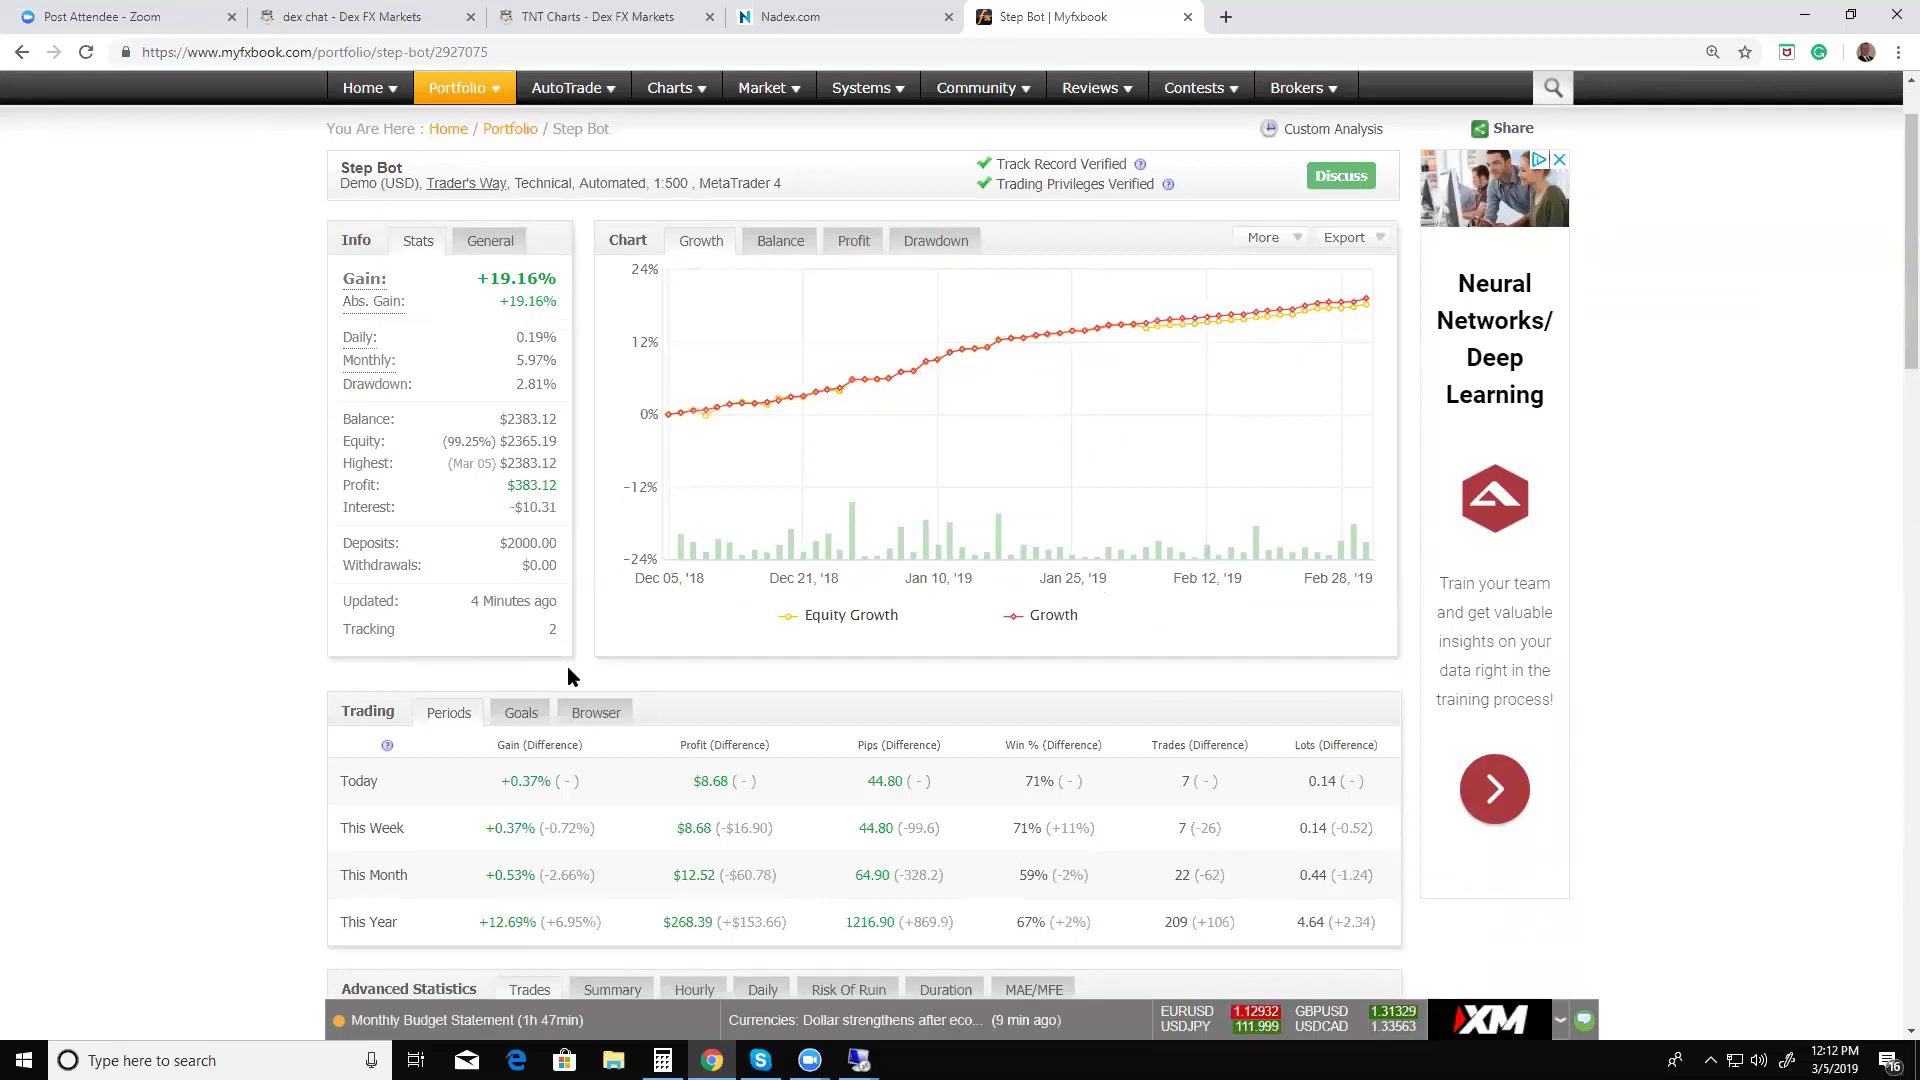 Post Attendee - Zoom
dex chat - Dex FX Markets
TNT Charts - Dex FX Markets
Nadex.com
Step Bot | Myfxbook
https://www.myfxbook.com/portfolio/step-bot/2927075
Home
Portfolio
AutoTrade
Charts
Market
Systems
Community
Reviews
Contests
Brokers
You Are Here : Home / Portfolio / Step Bot
Custom Analysis
Share
Step Bot
Demo (USD), Trader's Way, Technical, Automated, 1:500 , MetaTrader 4
Track Record Verified
Trading Privileges Verified
Discuss
Info Stats General
Gain: +19.16%
Abs. Gain: +19.16%
Daily: 0.19%
Monthly: 5.97%
Drawdown: 2.81%
Balance: $2383.12
Equity: (99.25%) $2365.19
Highest: (Mar 05) $2383.12
Profit: $383.12
Interest: -$10.31
Deposits: $2000.00
Withdrawals: $0.00
Updated: 4 Minutes ago
Tracking 2
Chart Growth Balance Profit Drawdown More Export
24%
12%
0%
-12%
-24%
Dec 05, '18 Dec 21, '18 Jan 10, '19 Jan 25, '19 Feb 12, '19 Feb 28, '19
Equity Growth Growth
Neural
Networks/
Deep
Learning
Train your team
and get valuable
insights on your
data right in the
training process!
Trading Periods Goals Browser
Gain (Difference) Profit (Difference) Pips (Difference) Win % (Difference) Trades (Difference) Lots (Difference)
Today +0.37% ( - ) $8.68 ( - ) 44.80 ( - ) 71% ( - ) 7 ( - ) 0.14 ( - )
This Week +0.37% (-0.72%) $8.68 (-$16.90) 44.80 (-99.6) 71% (+11%) 7 (-26) 0.14 (-0.52)
This Month +0.53% (-2.66%) $12.52 (-$60.78) 64.90 (-328.2) 59% (-2%) 22 (-62) 0.44 (-1.24)
This Year +12.69% (+6.95%) $268.39 (+$153.66) 1216.90 (+869.9) 67% (+2%) 209 (+106) 4.64 (+2.34)
Advanced Statistics Trades Summary Hourly Daily Risk Of Ruin Duration MAE/MFE
Monthly Budget Statement (1h 47min)
Currencies: Dollar strengthens after eco... (9 min ago)
EURUSD 1.12932 GBPUSD 1.31329
USDJPY 111.999 USDCAD 1.33563
XM
Type here to search
12:12 PM
3/5/2019
16